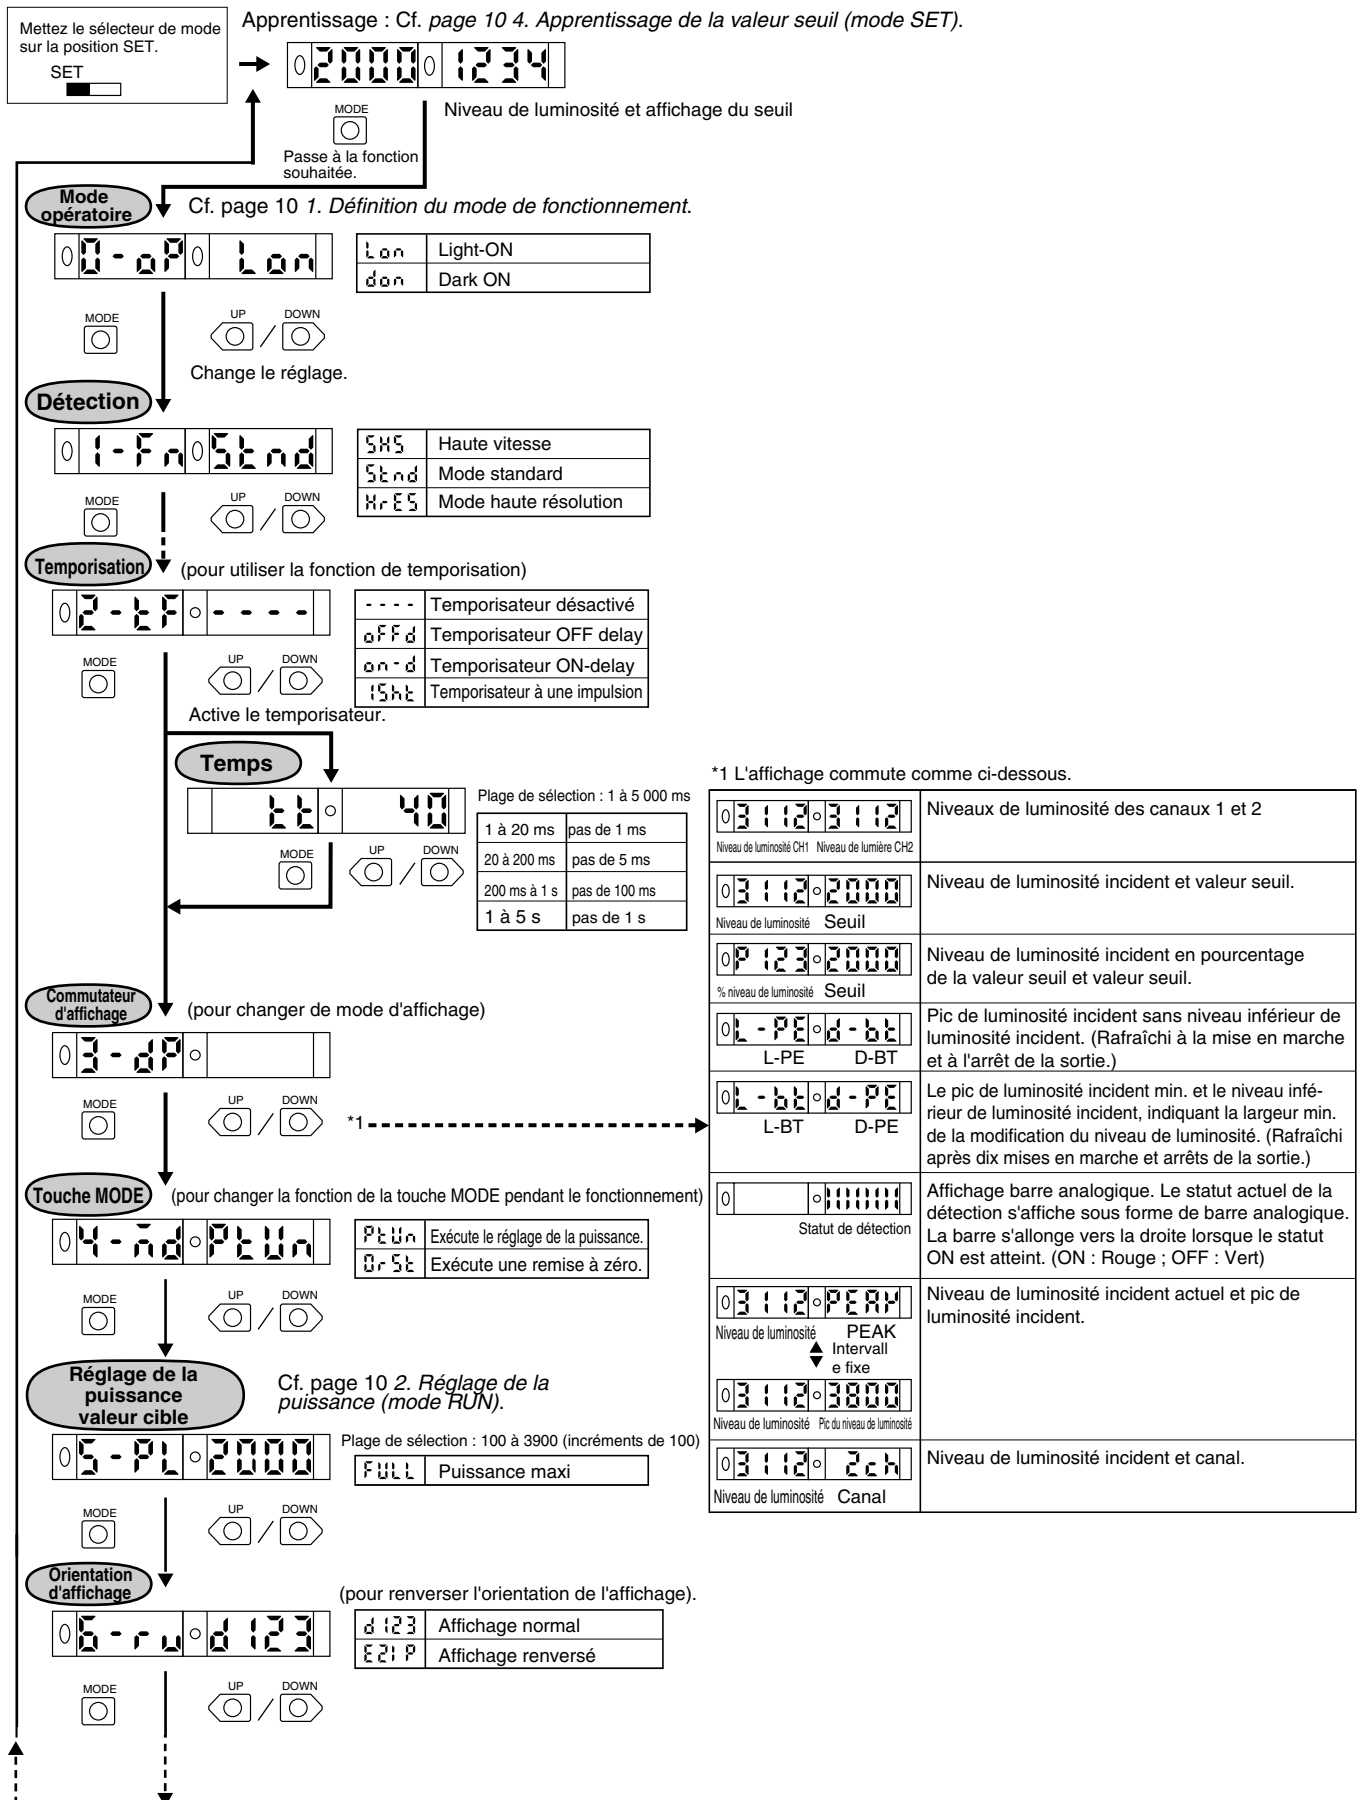 Mettez le sélecteur de mode
sur la position SET.
SET
Apprentissage : Cf. page 10 4. Apprentissage de la valeur seuil (mode SET).
2000 1234
MODE
Niveau de luminosité et affichage du seuil
Passe à la fonction
souhaitée.
Mode
opératoire
Cf. page 10 1. Définition du mode de fonctionnement.
0-oP Lon
Lon Light-ON
don Dark ON
MODE UP / DOWN
Change le réglage.
Détection
1-Fn Stnd
SHS Haute vitesse
Stnd Mode standard
HrES Mode haute résolution
MODE UP / DOWN
Temporisation
(pour utiliser la fonction de temporisation)
2-tF ----
---- Temporisateur désactivé
oFFd Temporisateur OFF delay
on-d Temporisateur ON-delay
1Sht Temporisateur à une impulsion
MODE UP / DOWN
Active le temporisateur.
Temps
tt 40
Plage de sélection : 1 à 5 000 ms
1 à 20 ms pas de 1 ms
20 à 200 ms pas de 5 ms
200 ms à 1 s pas de 100 ms
1 à 5 s pas de 1 s
MODE UP / DOWN
Commutateur
d'affichage
(pour changer de mode d'affichage)
3-dP
MODE UP / DOWN
*1
Touche MODE
(pour changer la fonction de la touche MODE pendant le fonctionnement)
4-md PtUn
PtUn Exécute le réglage de la puissance.
0rSt Exécute une remise à zéro.
MODE UP / DOWN
Réglage de la
puissance
valeur cible
Cf. page 10 2. Réglage de la
puissance (mode RUN).
5-PL 2000
Plage de sélection : 100 à 3900 (incréments de 100)
FULL Puissance maxi
MODE UP / DOWN
Orientation
d'affichage
(pour renverser l'orientation de l'affichage).
6-ru d123
d123 Affichage normal
E21P Affichage renversé
MODE UP / DOWN
*1 L'affichage commute comme ci-dessous.
3112 3112
Niveau de luminosité CH1 Niveau de lumière CH2
Niveaux de luminosité des canaux 1 et 2
3112 2000
Niveau de luminosité Seuil
Niveau de luminosité incident et valeur seuil.
P 123 2000
% niveau de luminosité Seuil
Niveau de luminosité incident en pourcentage
de la valeur seuil et valeur seuil.
L-PE d-bt
L-PE D-BT
Pic de luminosité incident sans niveau inférieur de
luminosité incident. (Rafraîchi à la mise en marche
et à l'arrêt de la sortie.)
L-bt d-PE
L-BT D-PE
Le pic de luminosité incident min. et le niveau infé-
rieur de luminosité incident, indiquant la largeur min.
de la modification du niveau de luminosité. (Rafraîchi
après dix mises en marche et arrêts de la sortie.)
Statut de détection
Affichage barre analogique. Le statut actuel de la
détection s'affiche sous forme de barre analogique.
La barre s'allonge vers la droite lorsque le statut
ON est atteint. (ON : Rouge ; OFF : Vert)
3112 PEAK
Niveau de luminosité PEAK
Intervall
e fixe
3112 3800
Niveau de luminosité Pic du niveau de luminosité
Niveau de luminosité incident actuel et pic de
luminosité incident.
3112 2ch
Niveau de luminosité Canal
Niveau de luminosité incident et canal.